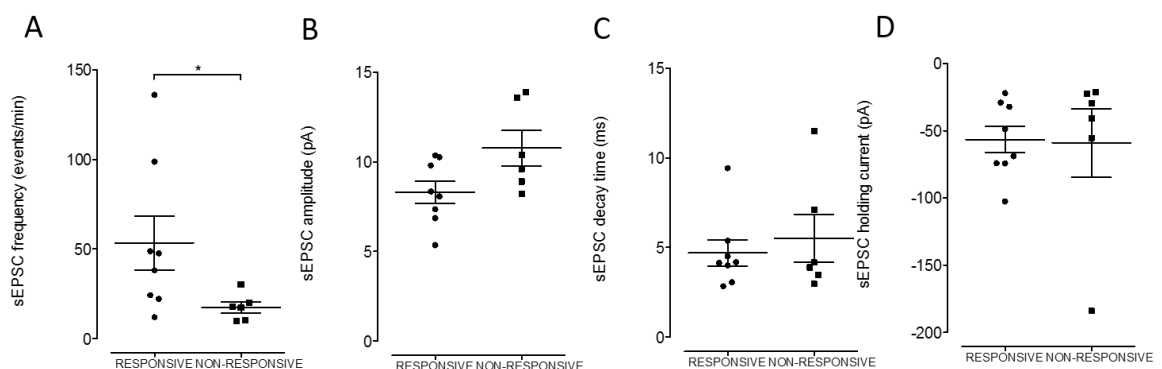 A
sEPSC frequency (events/min)
150
100
50
0
*
RESPONSIVE NON-RESPONSIVE
B
sEPSC amplitude (pA)
15
10
5
0
RESPONSIVE NON-RESPONSIVE
C
sEPSC decay time (ms)
15
10
5
0
RESPONSIVE NON-RESPONSIVE
D
sEPSC holding current (pA)
0
-50
-100
-150
-200
RESPONSIVE NON-RESPONSIVE